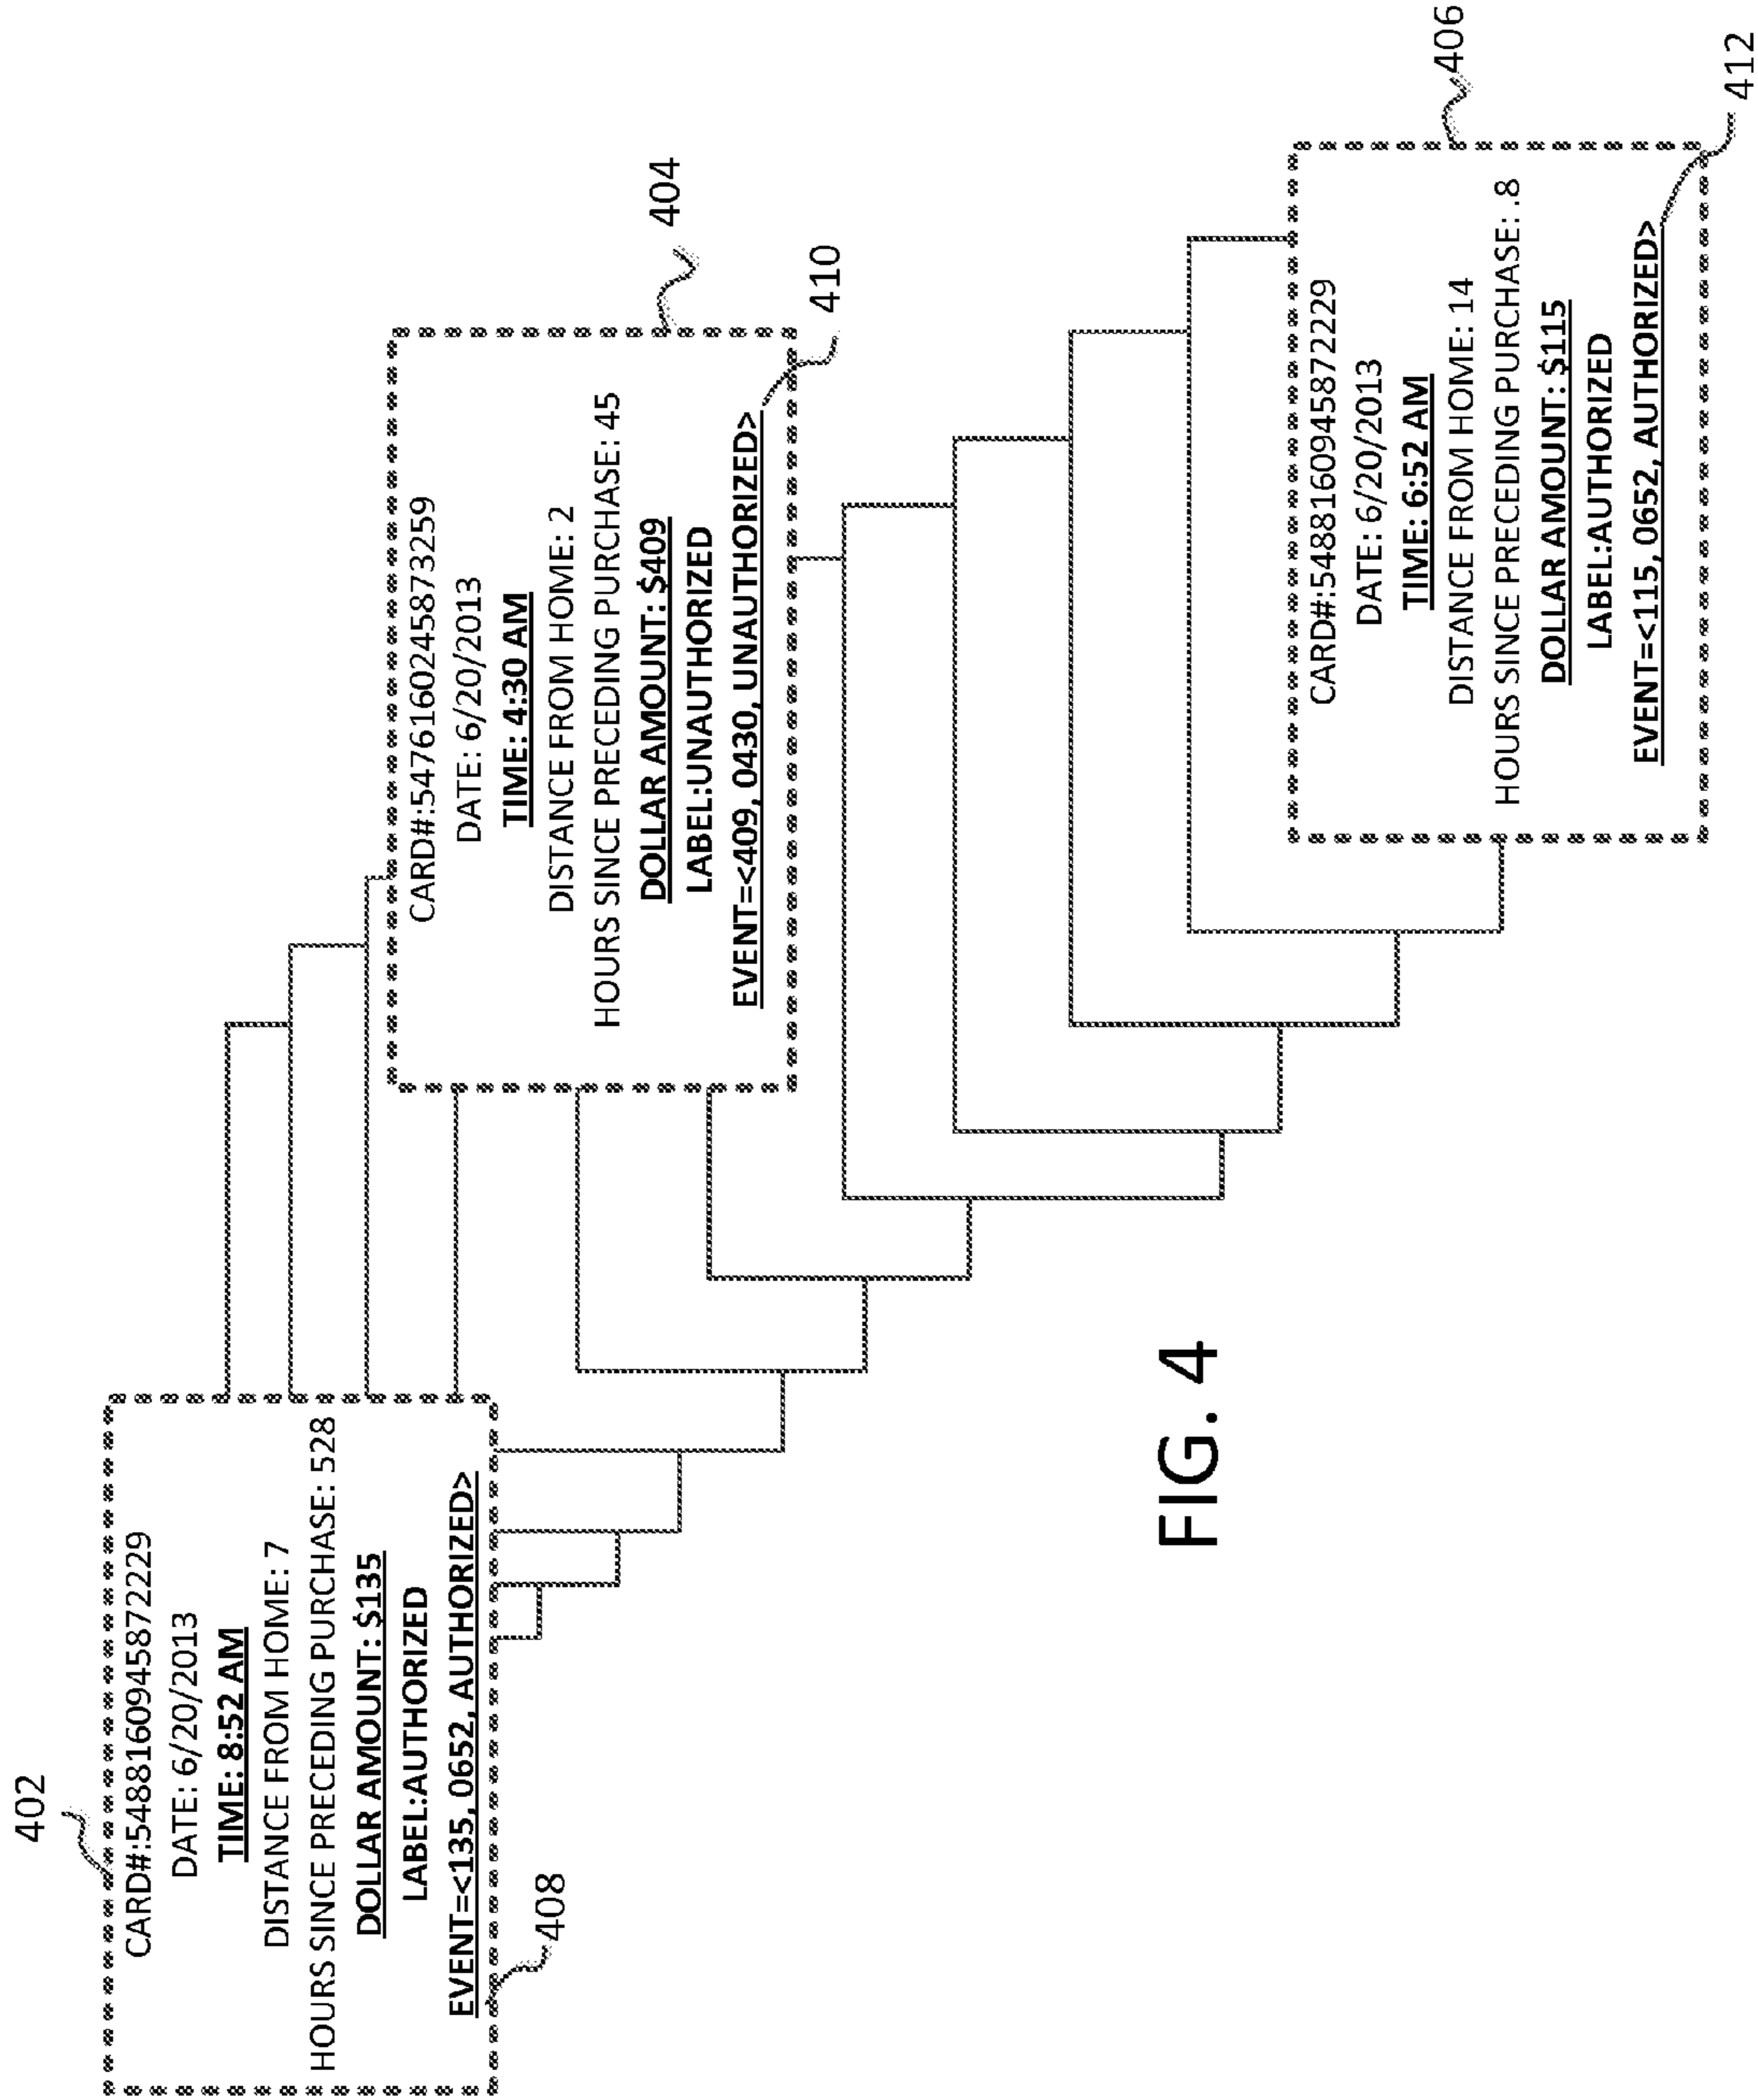 402
CARD#:5488160945872229
DATE: 6/20/2013
TIME: 8:52 AM
DISTANCE FROM HOME: 7
HOURS SINCE PRECEDING PURCHASE: 528
DOLLAR AMOUNT: $135
LABEL:AUTHORIZED
EVENT=<135, 0652, AUTHORIZED>
408
404
CARD#:5476160245873259
DATE: 6/20/2013
TIME: 4:30 AM
DISTANCE FROM HOME: 2
HOURS SINCE PRECEDING PURCHASE: 45
DOLLAR AMOUNT: $409
LABEL:UNAUTHORIZED
EVENT=<409, 0430, UNAUTHORIZED>
410
406
CARD#:5488160945872229
DATE: 6/20/2013
TIME: 6:52 AM
DISTANCE FROM HOME: 14
HOURS SINCE PRECEDING PURCHASE: .8
DOLLAR AMOUNT: $115
LABEL:AUTHORIZED
EVENT=<115, 0652, AUTHORIZED>
412
FIG. 4